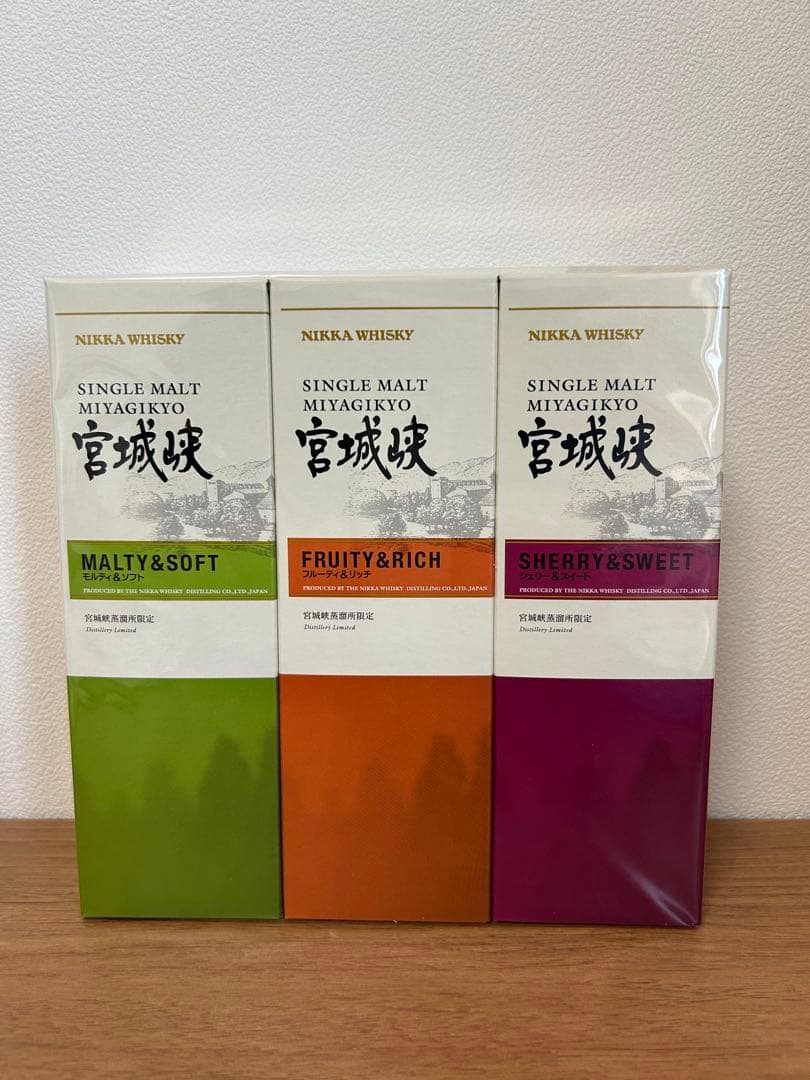 NIKKA WHISKY
SINGLE MALT
MIYAGIKYO
宮城峡
MALTY&SOFT
モルティ&ソフト
PRODUCED BY THE NIKKA WHISKY DISTILLING CO.,LTD.,JAPAN
宮城峡蒸溜所限定
Distillery Limited
NIKKA WHISKY
SINGLE MALT
MIYAGIKYO
宮城峡
FRUITY&RICH
フルーティ&リッチ
PRODUCED BY THE NIKKA WHISKY DISTILLING CO.,LTD.,JAPAN
宮城峡蒸溜所限定
Distillery Limited
NIKKA WHISKY
SINGLE MALT
MIYAGIKYO
宮城峡
SHERRY&SWEET
シェリー&スイート
PRODUCED BY THE NIKKA WHISKY DISTILLING CO.,LTD.,JAPAN
宮城峡蒸溜所限定
Distillery Limited